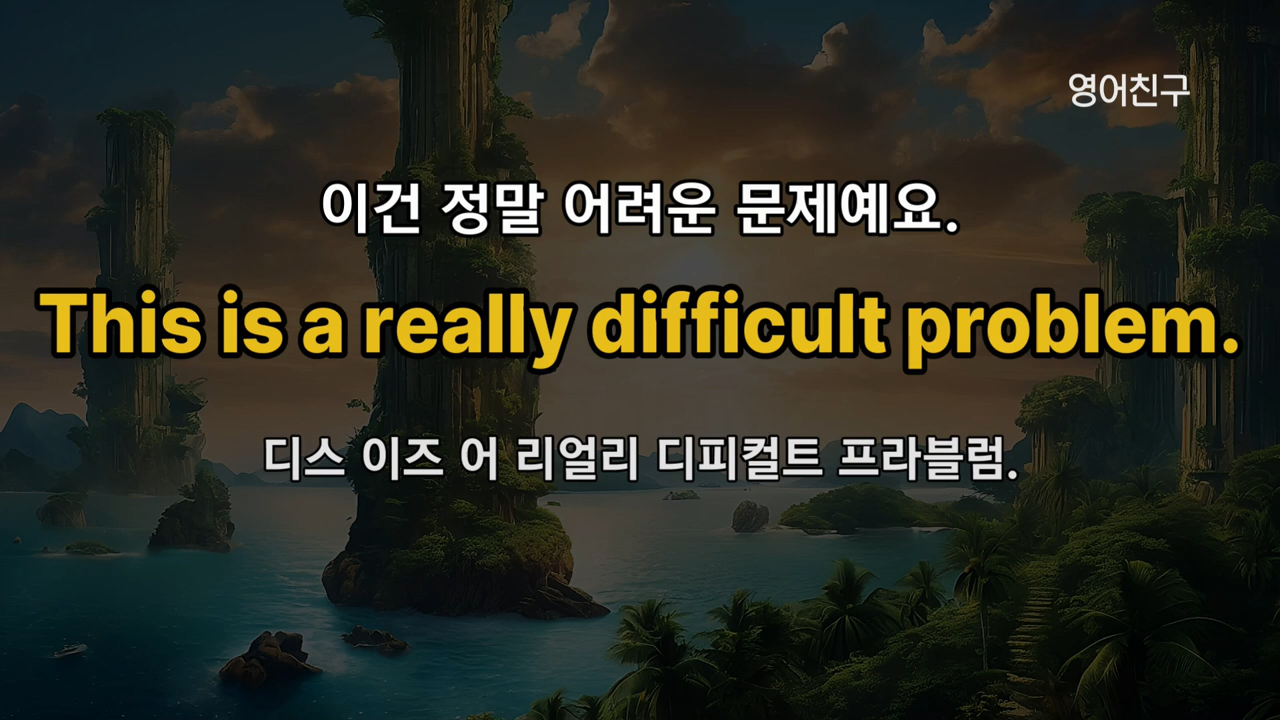 영어친구
이건 정말 어려운 문제예요.
This is a really difficult problem.
디스 이즈 어 리얼리 디피컬트 프라블럼.